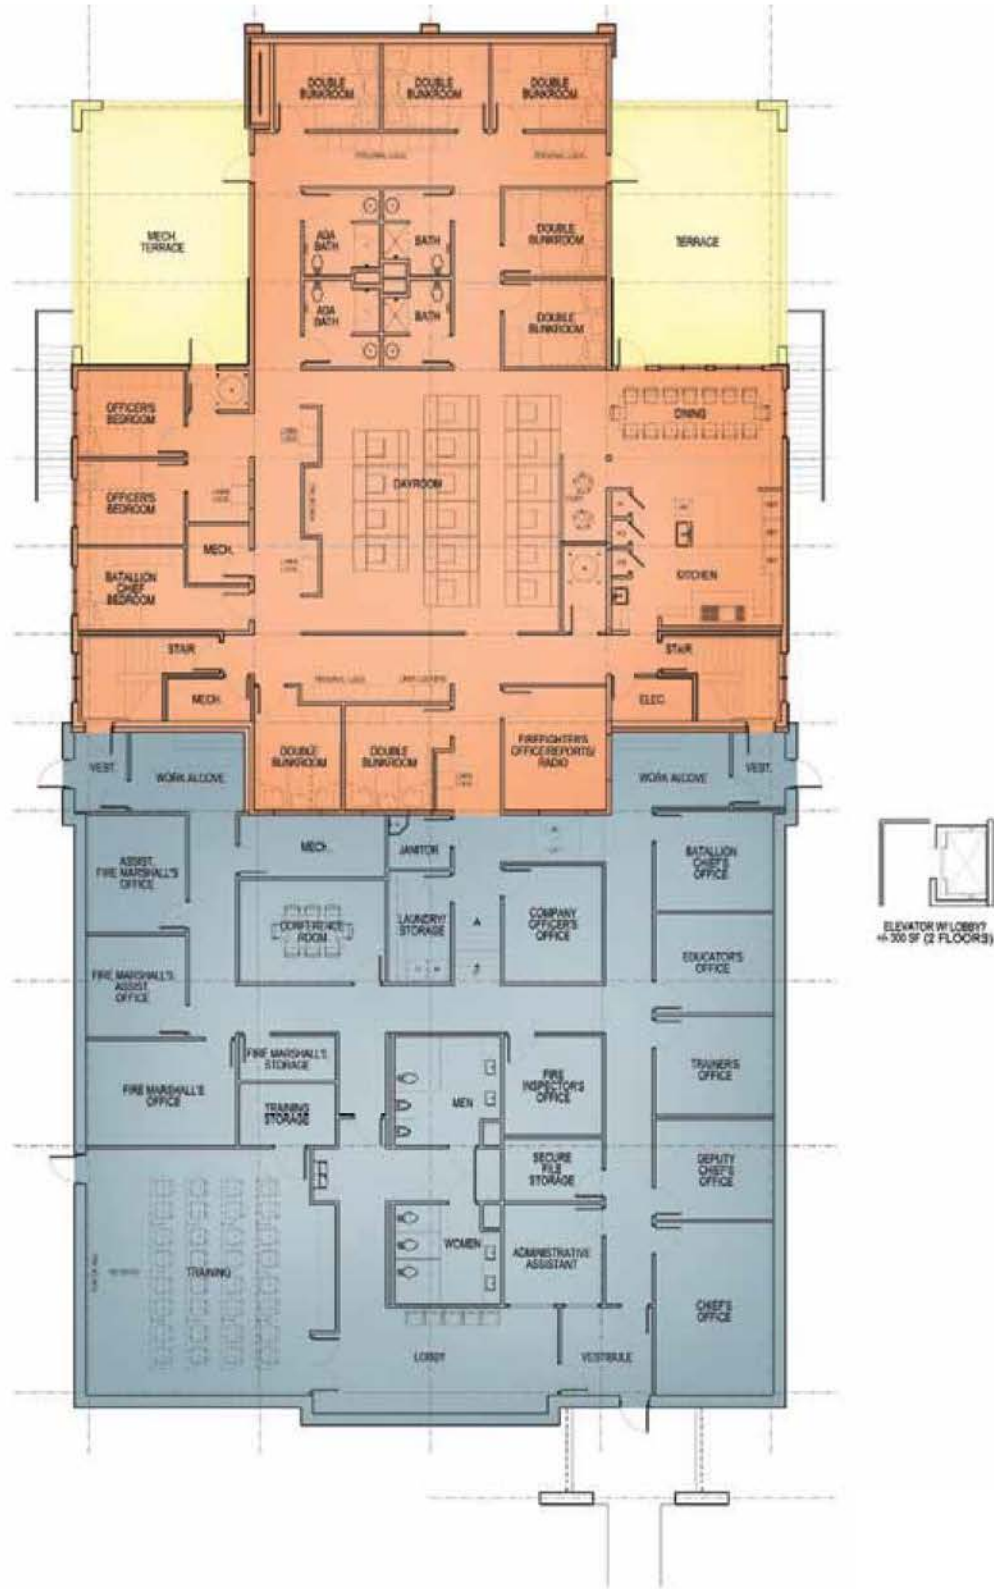 DOUBLE
BUNKROOM
DOUBLE
BUNKROOM
DOUBLE
BUNKROOM
MECH.
TERRACE
ADA
BATH
BATH
DOUBLE
BUNKROOM
TERRACE
ADA
BATH
BATH
DOUBLE
BUNKROOM
OFFICER'S
BEDROOM
DINING
OFFICER'S
BEDROOM
DAYROOM
MECH.
BATALLION
CHIEF
BEDROOM
KITCHEN
STAIR
STAIR
MECH.
ELEC.
DOUBLE
BUNKROOM
DOUBLE
BUNKROOM
FIREFIGHTER'S
OFFICE/REPORTS/
RADIO
VEST.
WORK ALCOVE
WORK ALCOVE
VEST.
ASSIST.
FIRE MARSHALL'S
OFFICE
MECH.
JANITOR
BATALLION
CHIEF'S
OFFICE
CONFERENCE
ROOM
LAUNDRY/
STORAGE
COMPANY
OFFICER'S
OFFICE
ELEVATOR W/ LOBBY?
+/- 300 SF (2 FLOORS)
FIRE MARSHALL'S
ASSIST.
OFFICE
EDUCATOR'S
OFFICE
FIRE MARSHALL'S
STORAGE
FIRE MARSHALL'S
OFFICE
TRAINING
STORAGE
MEN
FIRE
INSPECTOR'S
OFFICE
TRAINER'S
OFFICE
SECURE
FILE
STORAGE
DEPUTY
CHIEF'S
OFFICE
TRAINING
WOMEN
ADMINISTRATIVE
ASSISTANT
CHIEF'S
OFFICE
LOBBY
VESTIBULE